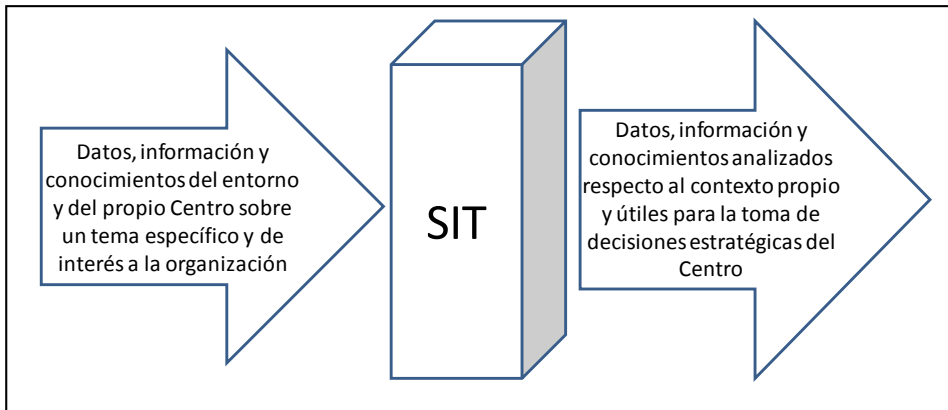 Datos, información y
conocimientos del entorno
y del propio Centro sobre
un tema específico y de
interés a la organización
SIT
Datos, información y
conocimientos analizados
respecto al contexto propio
y útiles para la toma de
decisiones estratégicas del
Centro